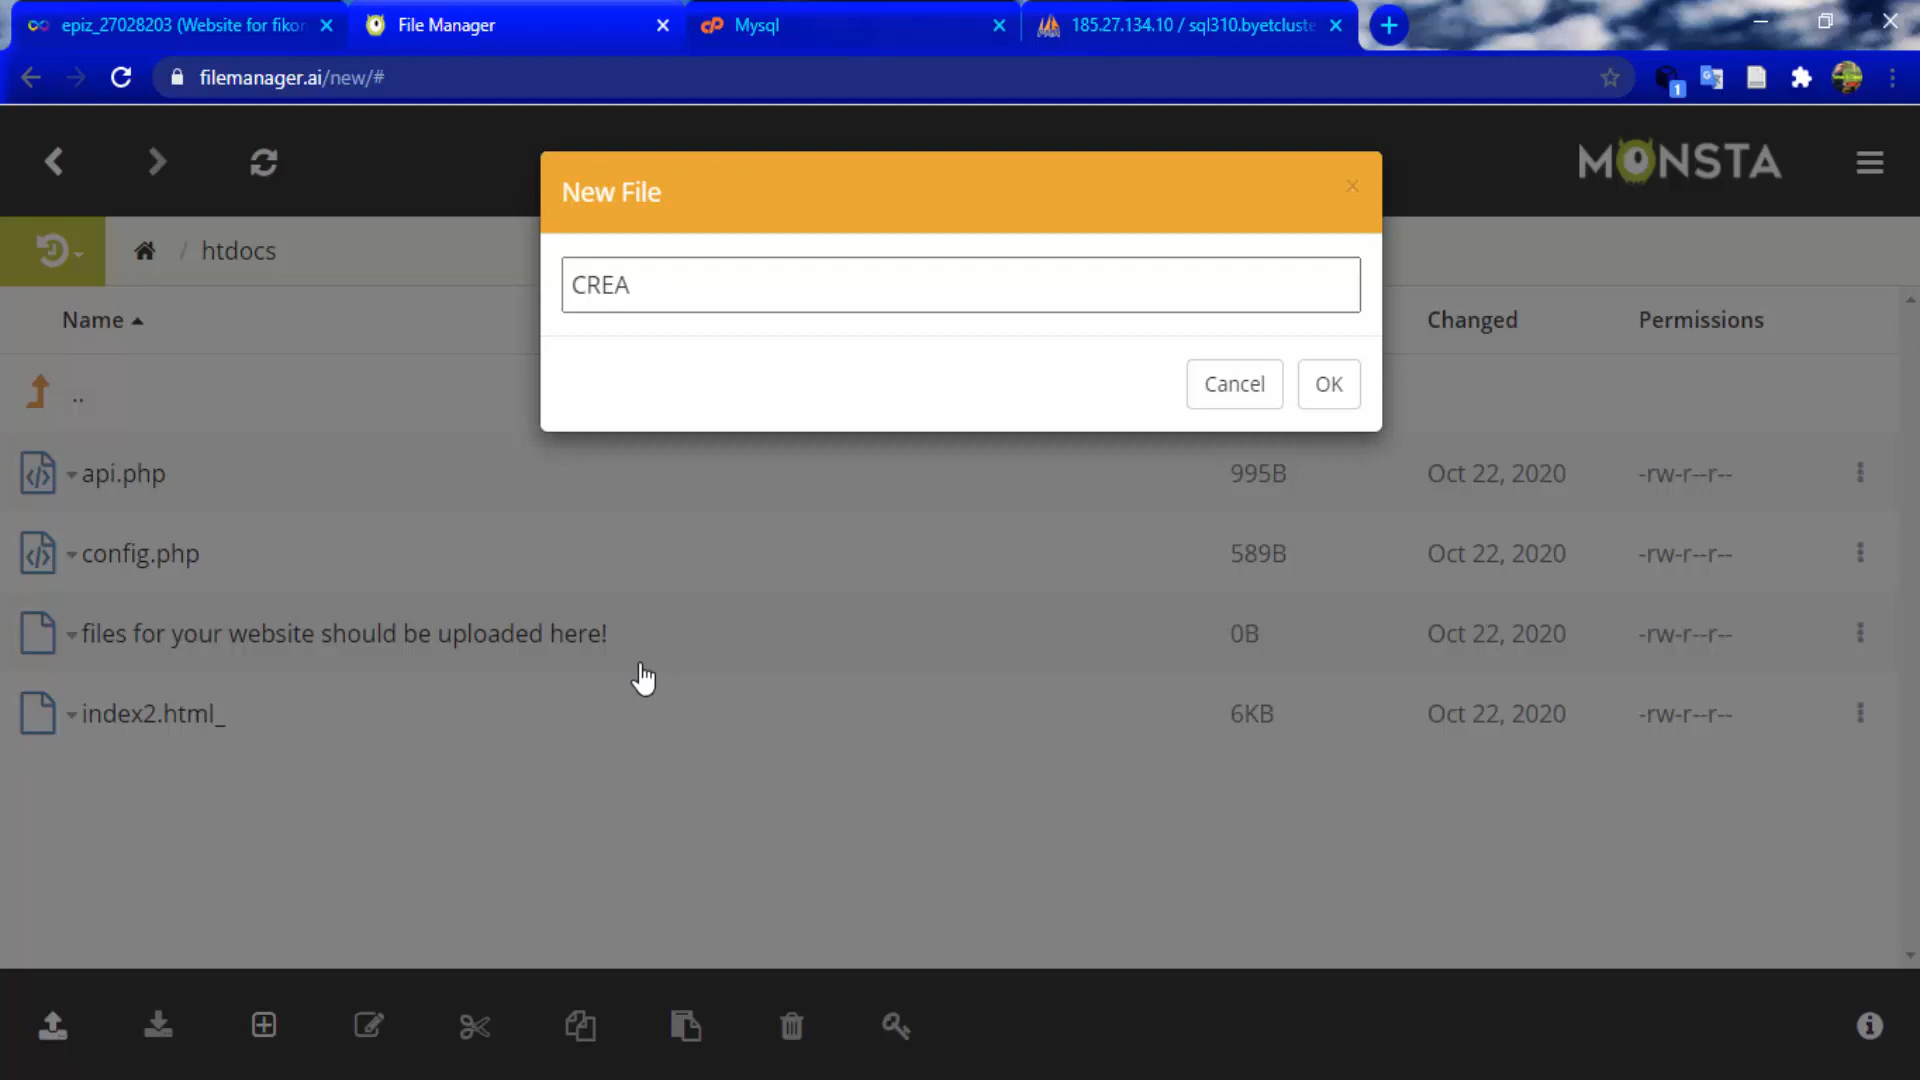 epiz_27028203 (Website for fikon
File Manager
Mysql
185.27.134.10 / sql310.byetcluste
filemanager.ai/new/#
1
MONSTA
New File
htdocs
CREA
Name
Changed
Permissions
Cancel
OK
..
api.php
995B
Oct 22, 2020
-rw-r--r--
config.php
589B
Oct 22, 2020
-rw-r--r--
files for your website should be uploaded here!
0B
Oct 22, 2020
-rw-r--r--
index2.html_
6KB
Oct 22, 2020
-rw-r--r--